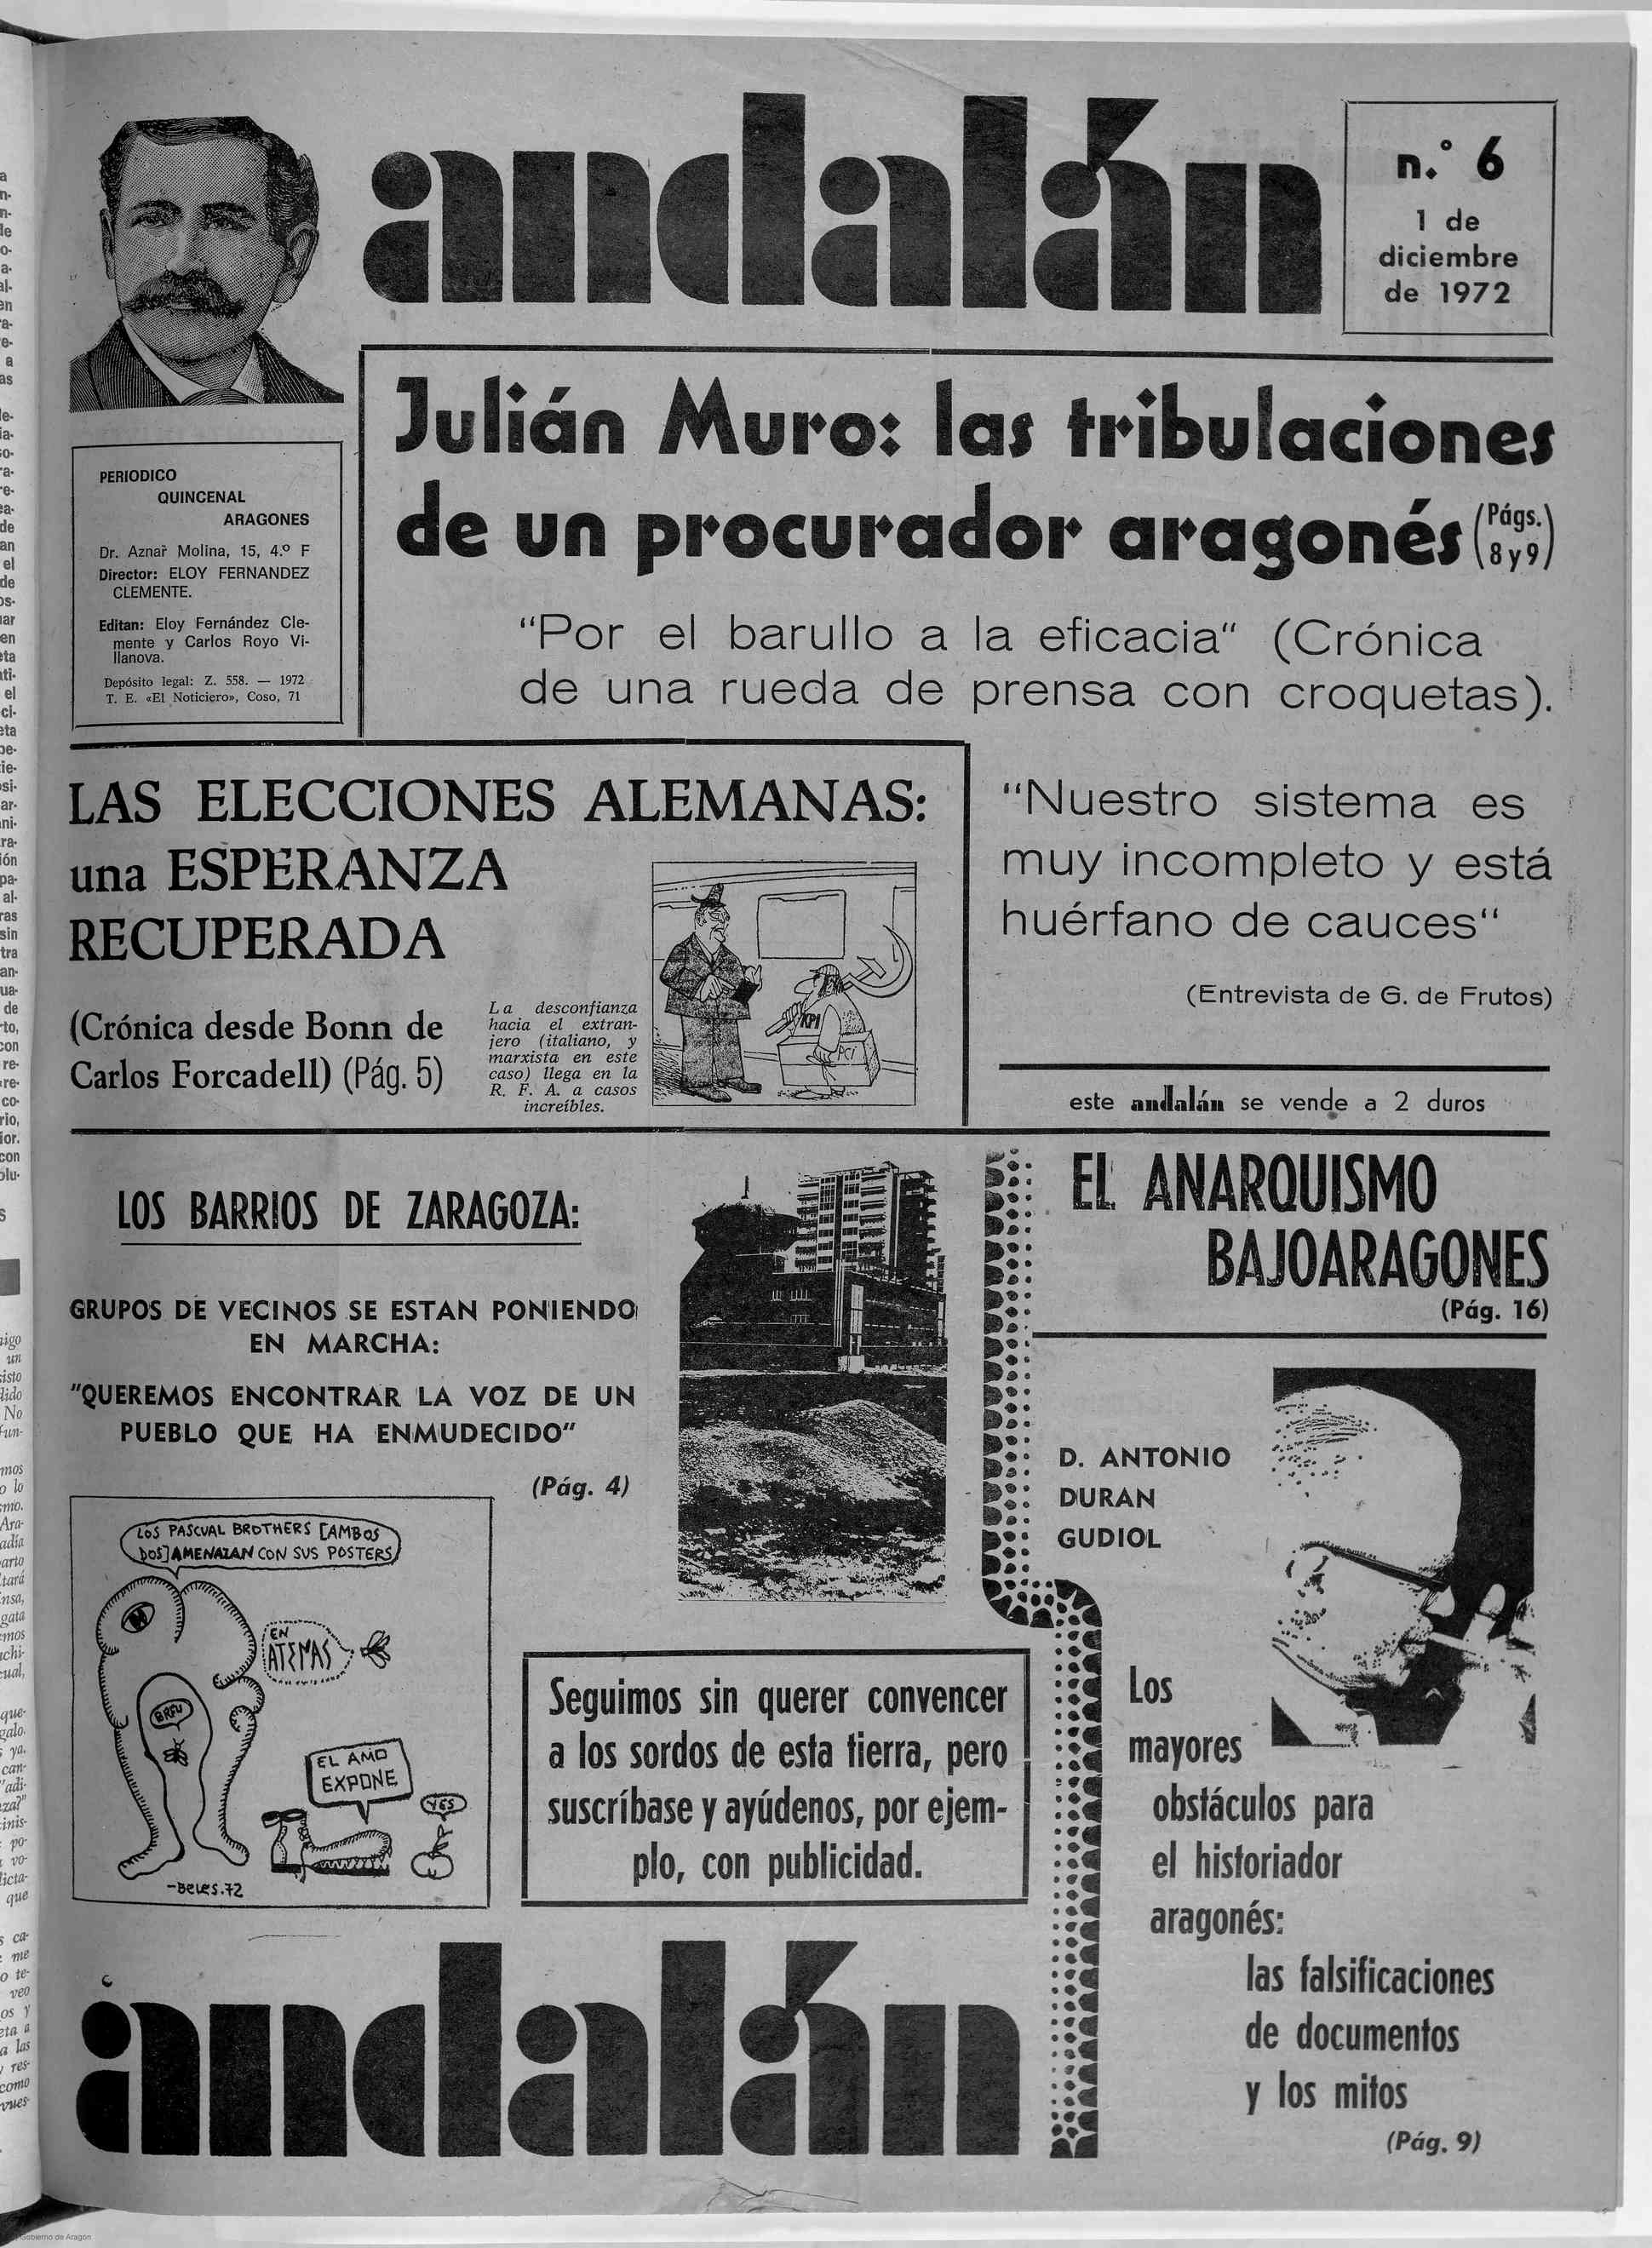 andalán
n.º 6
1 de
diciembre
de 1972
PERIODICO
QUINCENAL
ARAGONES
Dr. Aznar Molina, 15, 4.º F
Director: ELOY FERNANDEZ
CLEMENTE.
Editan: Eloy Fernández Cle-
mente y Carlos Royo Vi-
llanova.
Depósito legal: Z. 558. — 1972
T. E. «El Noticiero», Coso, 71
Julián Muro: las tribulaciones
de un procurador aragonés (Págs. 8 y 9)
"Por el barullo a la eficacia" (Crónica
de una rueda de prensa con croquetas).
LAS ELECCIONES ALEMANAS:
una ESPERANZA
RECUPERADA
(Crónica desde Bonn de
Carlos Forcadell) (Pág. 5)
La desconfianza
hacia el extran-
jero (italiano, y
marxista en este
caso) llega en la
R. F. A. a casos
increíbles.
KPI
PCI
"Nuestro sistema es
muy incompleto y está
huérfano de cauces"
(Entrevista de G. de Frutos)
este andalán se vende a 2 duros
LOS BARRIOS DE ZARAGOZA:
GRUPOS DE VECINOS SE ESTAN PONIENDO
EN MARCHA:
"QUEREMOS ENCONTRAR LA VOZ DE UN
PUEBLO QUE HA ENMUDECIDO"
(Pág. 4)
LOS PASCUAL BROTHERS [AMBOS
DOS] AMENAZAN CON SUS POSTERS
EN
ATENAS
BRFU
EL AMO
EXPONE
YES
-BELES.72
Seguimos sin querer convencer
a los sordos de esta tierra, pero
suscríbase y ayúdenos, por ejem-
plo, con publicidad.
EL ANARQUISMO
BAJOARAGONES
(Pág. 16)
D. ANTONIO
DURAN
GUDIOL
Los
mayores
obstáculos para
el historiador
aragonés:
las falsificaciones
de documentos
y los mitos
(Pág. 9)
andalán
Gobierno de Aragón